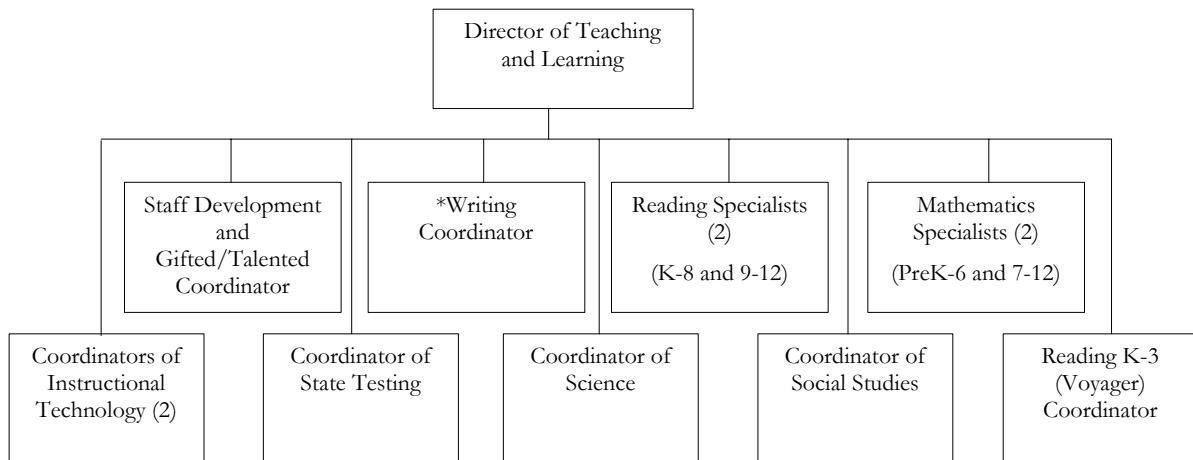 Director of Teaching
and Learning
Staff Development
and
Gifted/Talented
Coordinator
*Writing
Coordinator
Reading Specialists
(2)
(K-8 and 9-12)
Mathematics
Specialists (2)
(PreK-6 and 7-12)
Coordinators of
Instructional
Technology (2)
Coordinator of
State Testing
Coordinator of
Science
Coordinator of
Social Studies
Reading K-3
(Voyager)
Coordinator